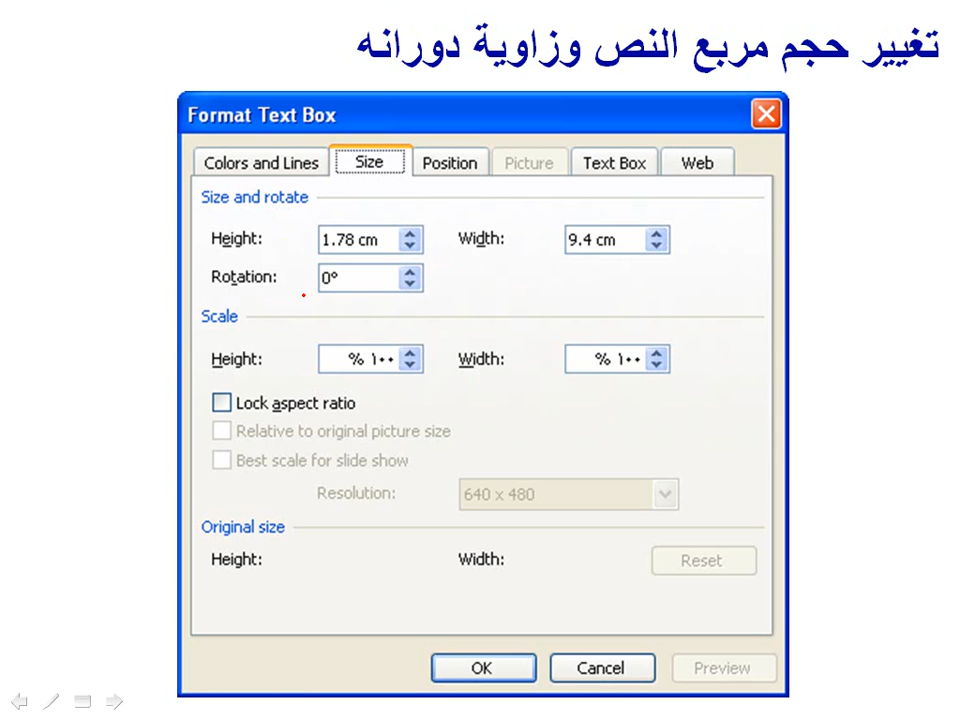 تغيير حجم مربع النص وزاوية دورانه
Format Text Box
Colors and Lines Size Position Picture Text Box Web
Size and rotate
Height: 1.78 cm Width: 9.4 cm
Rotation: 0°
Scale
Height: % ١٠٠ Width: % ١٠٠
Lock aspect ratio
Relative to original picture size
Best scale for slide show
Resolution: 640 x 480
Original size
Height: Width: Reset
OK Cancel Preview